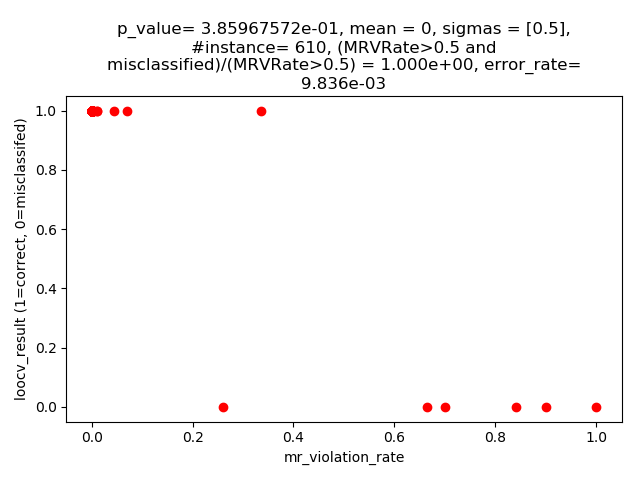 p_value= 3.85967572e-01, mean = 0, sigmas = [0.5],
#instance= 610, (MRVRate>0.5 and
misclassified)/(MRVRate>0.5) = 1.000e+00, error_rate=
9.836e-03
loocv_result (1=correct, 0=misclassifed)
1.0
0.8
0.6
0.4
0.2
0.0
0.0
0.2
0.4
0.6
0.8
1.0
mr_violation_rate